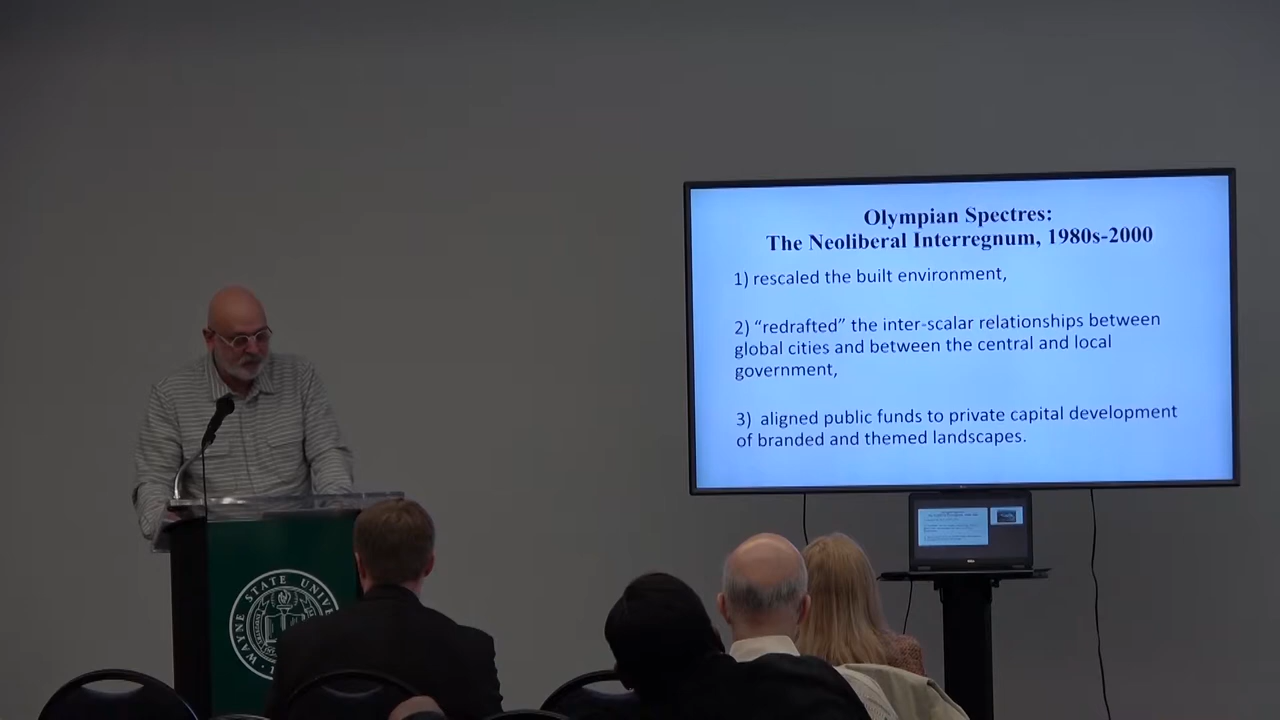 Olympian Spectres:
The Neoliberal Interregnum, 1980s-2000
1) rescaled the built environment,
2) “redrafted” the inter-scalar relationships between
global cities and between the central and local
government,
3) aligned public funds to private capital development
of branded and themed landscapes.
WAYNE STATE UNIVE